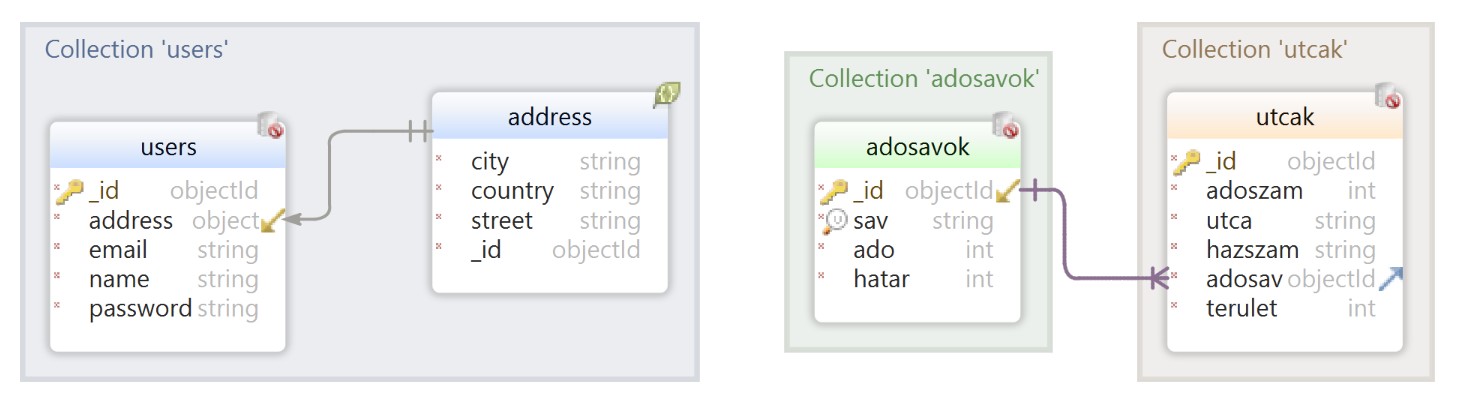 Collection 'users'
users
_id objectId
address object
email string
name string
password string
address
city string
country string
street string
_id objectId
Collection 'adosavok'
adosavok
_id objectId
sav string
ado int
hatar int
Collection 'utcak'
utcak
_id objectId
adoszam int
utca string
hazszam string
adosav objectId
terulet int